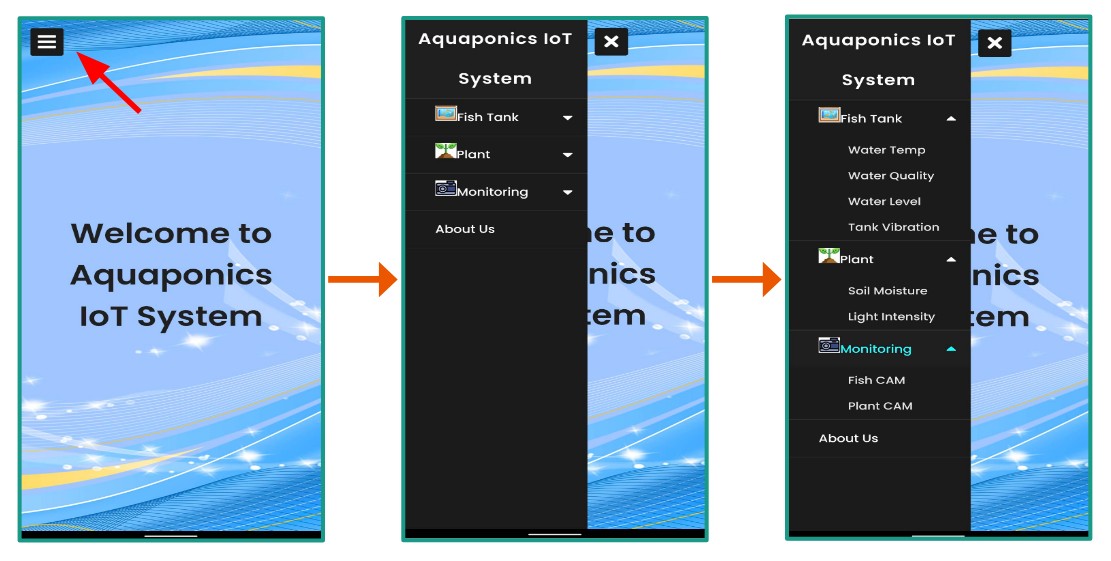 Welcome to
Aquaponics
IoT System
Aquaponics IoT
System
Fish Tank
Plant
Monitoring
About Us
e to
nics
tem
Aquaponics IoT
System
Fish Tank
Water Temp
Water Quality
Water Level
Tank Vibration
Plant
Soil Moisture
Light Intensity
Monitoring
Fish CAM
Plant CAM
About Us
e to
nics
tem